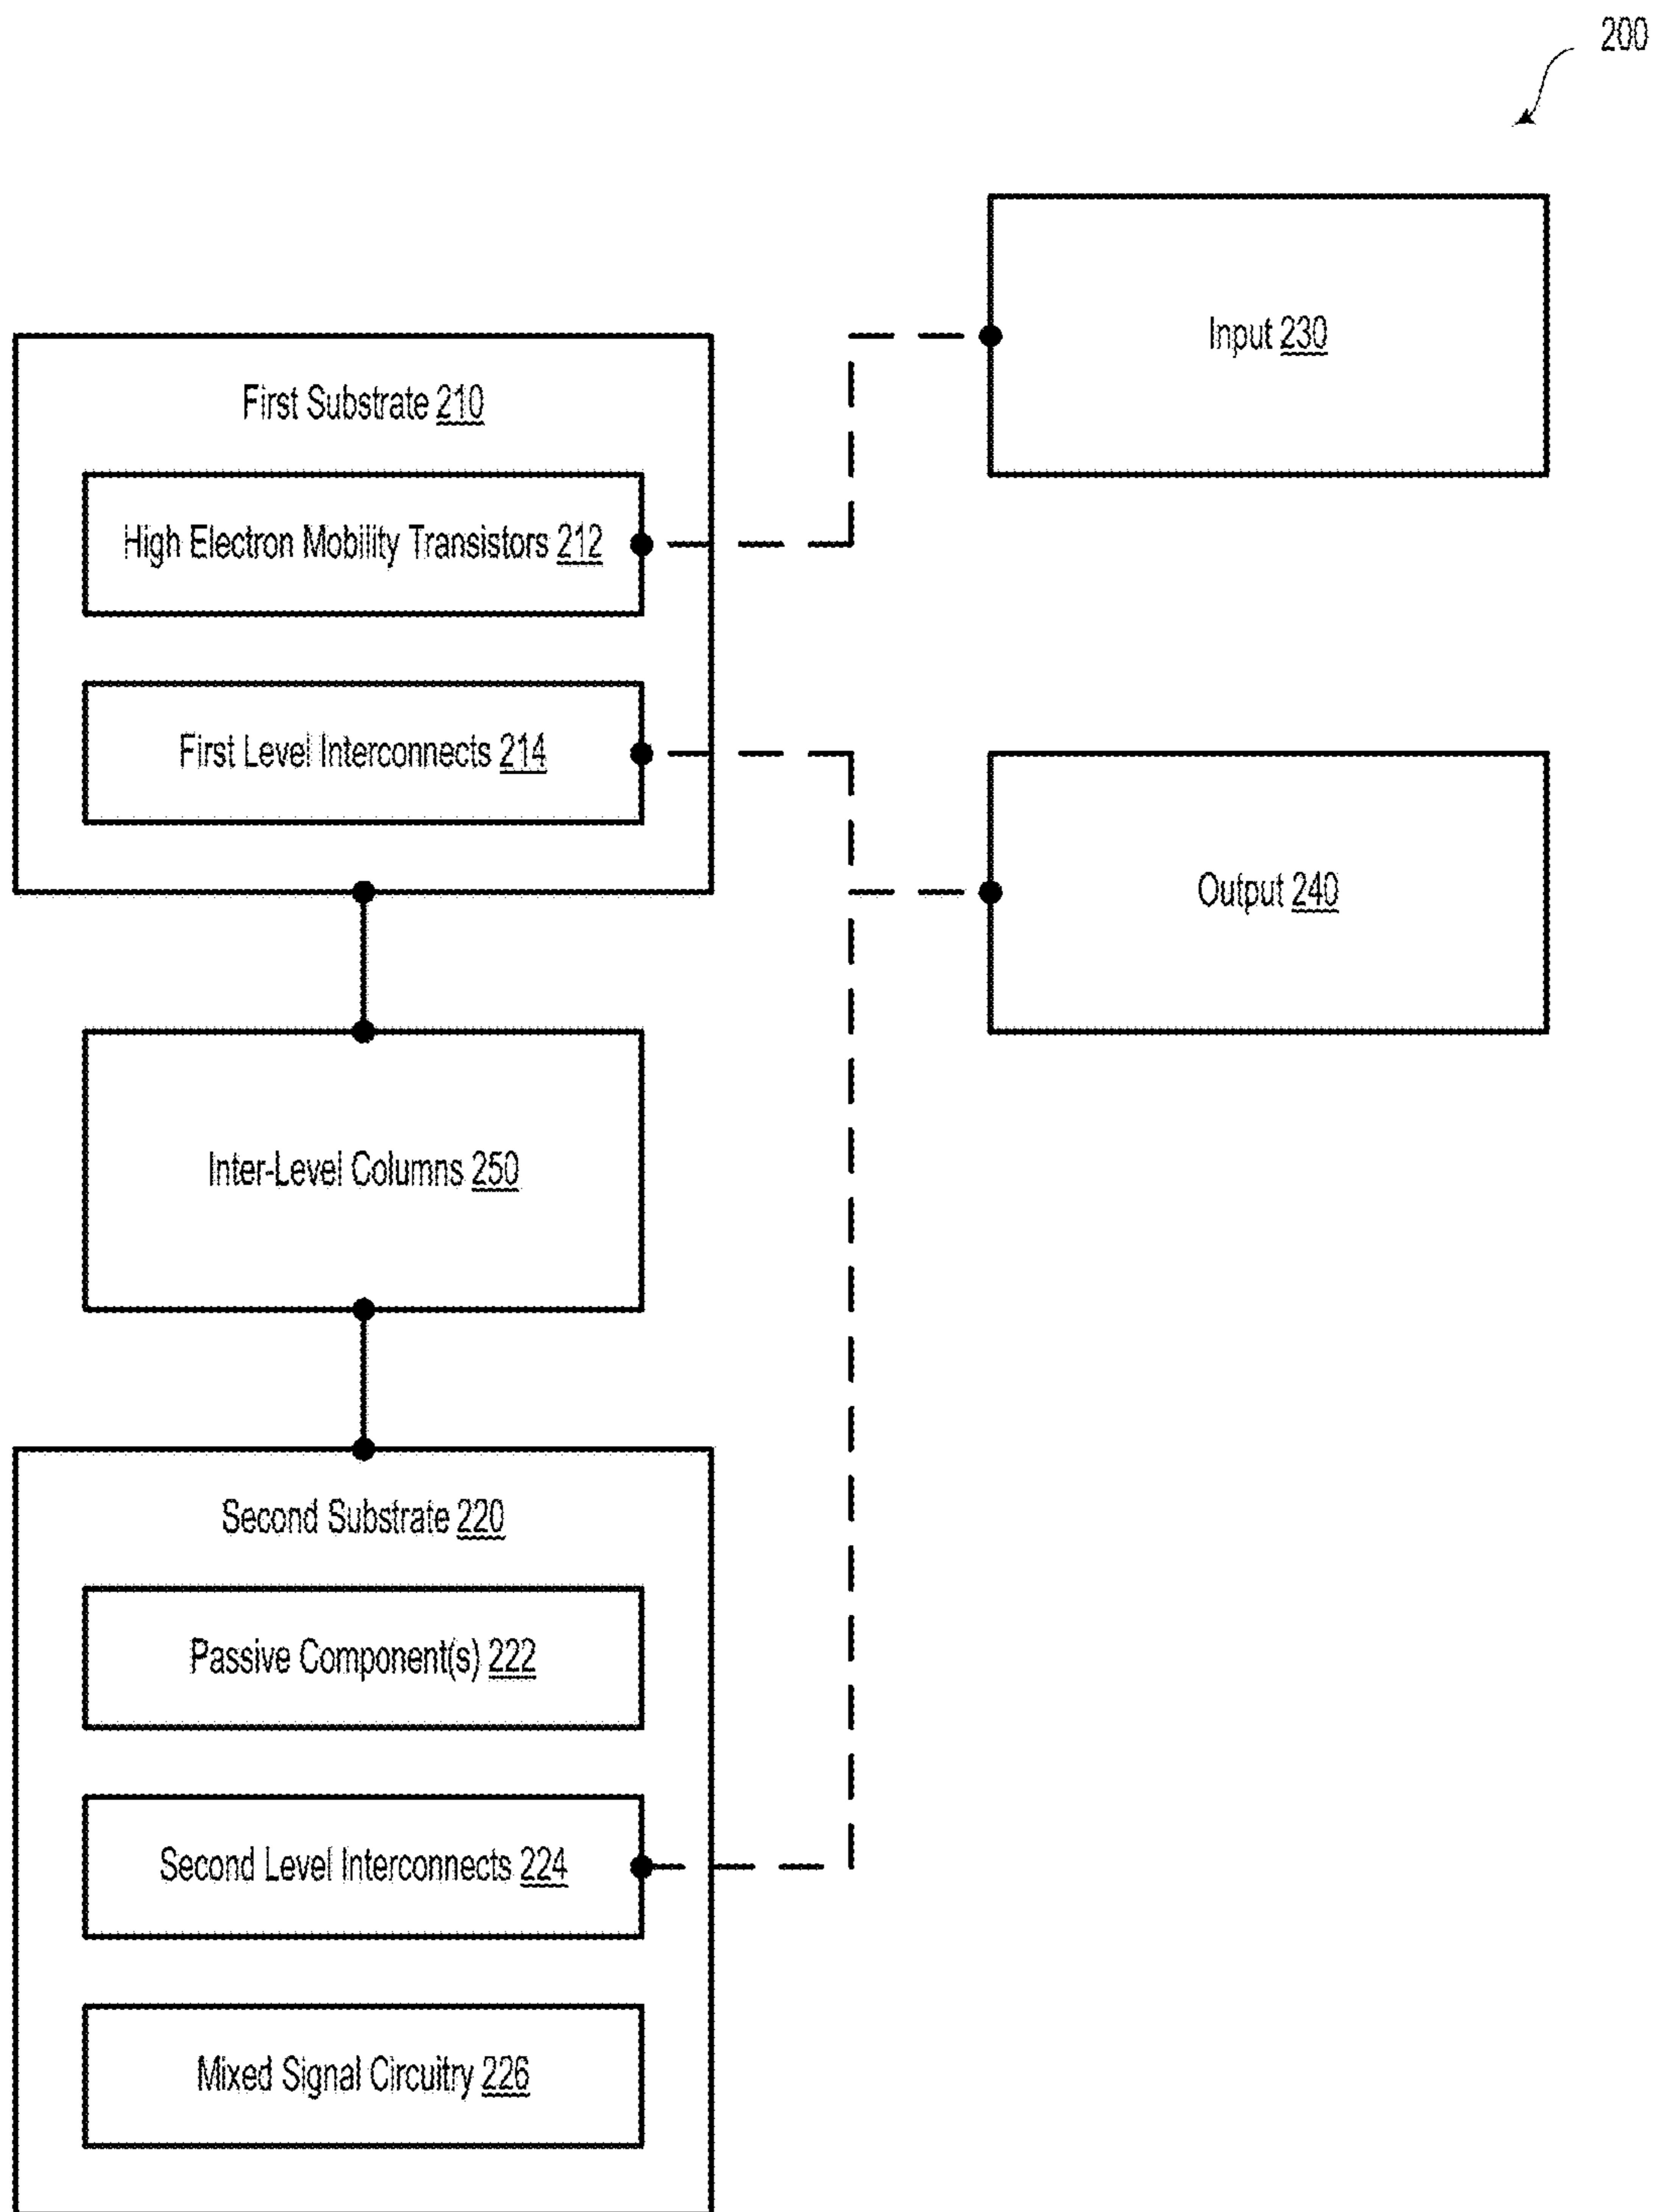 200
Input 230
First Substrate 210
High Electron Mobility Transistors 212
First Level Interconnects 214
Output 240
Inter-Level Columns 250
Second Substrate 220
Passive Component(s) 222
Second Level Interconnects 224
Mixed Signal Circuitry 226